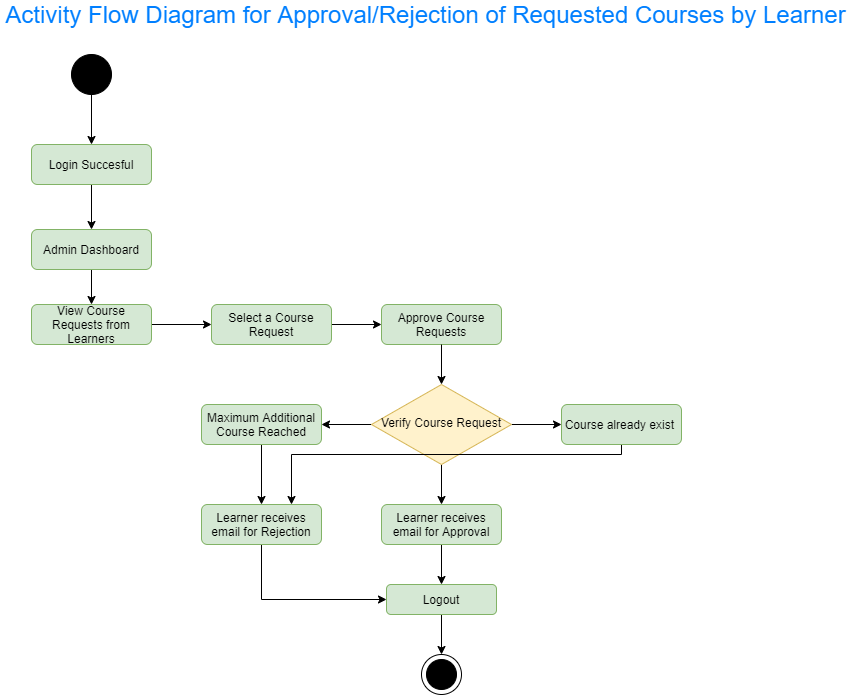 Activity Flow Diagram for Approval/Rejection of Requested Courses by Learner
Login Succesful
Admin Dashboard
View Course
Requests from
Learners
Select a Course
Request
Approve Course
Requests
Maximum Additional
Course Reached
Verify Course Request
Course already exist
Learner receives
email for Rejection
Learner receives
email for Approval
Logout